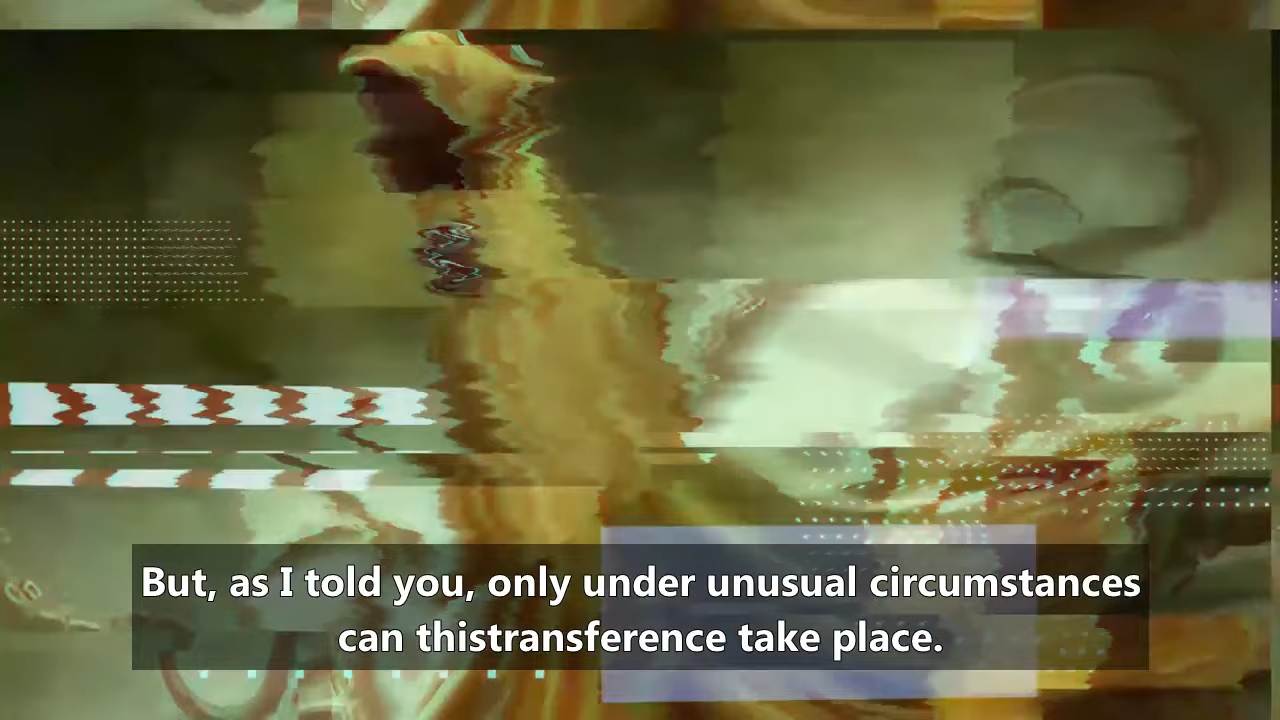 But, as I told you, only under unusual circumstances
can thistransference take place.